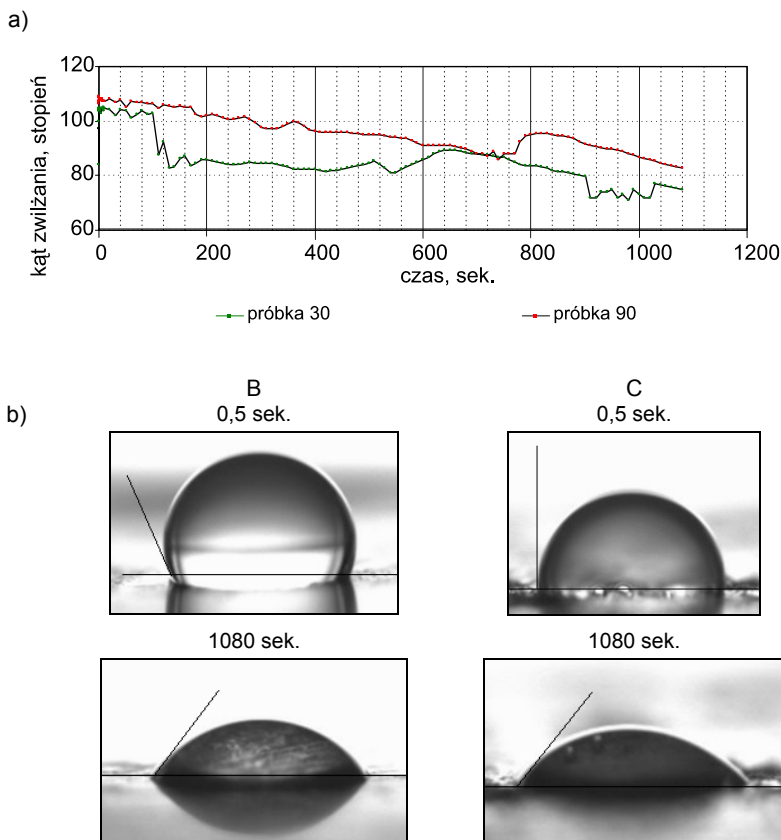 a)
kąt zwilżania, stopień
120
100
80
60
0 200 400 600 800 1000 1200
czas, sek.
próbka 30 próbka 90
b)
B C
0,5 sek. 0,5 sek.
1080 sek. 1080 sek.